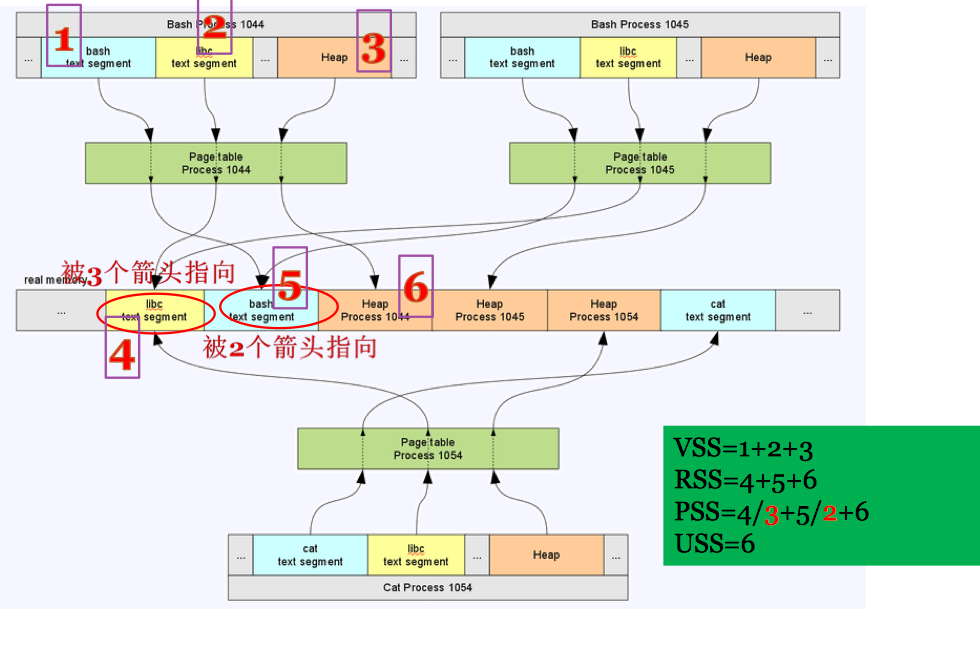 Bash Process 1044
Bash Process 1045
1
2
3
...
bash
text segment
libc
text segment
...
Heap
...
...
bash
text segment
libc
text segment
...
Heap
...
Page table
Process 1044
Page table
Process 1045
被3个箭头指向
5
6
real memory
...
libc
text segment
bash
text segment
Heap
Process 1044
Heap
Process 1045
Heap
Process 1054
cat
text segment
...
4
被2个箭头指向
Page table
Process 1054
VSS=1+2+3
RSS=4+5+6
PSS=4/3+5/2+6
USS=6
...
cat
text segment
libc
text segment
...
Heap
...
Cat Process 1054